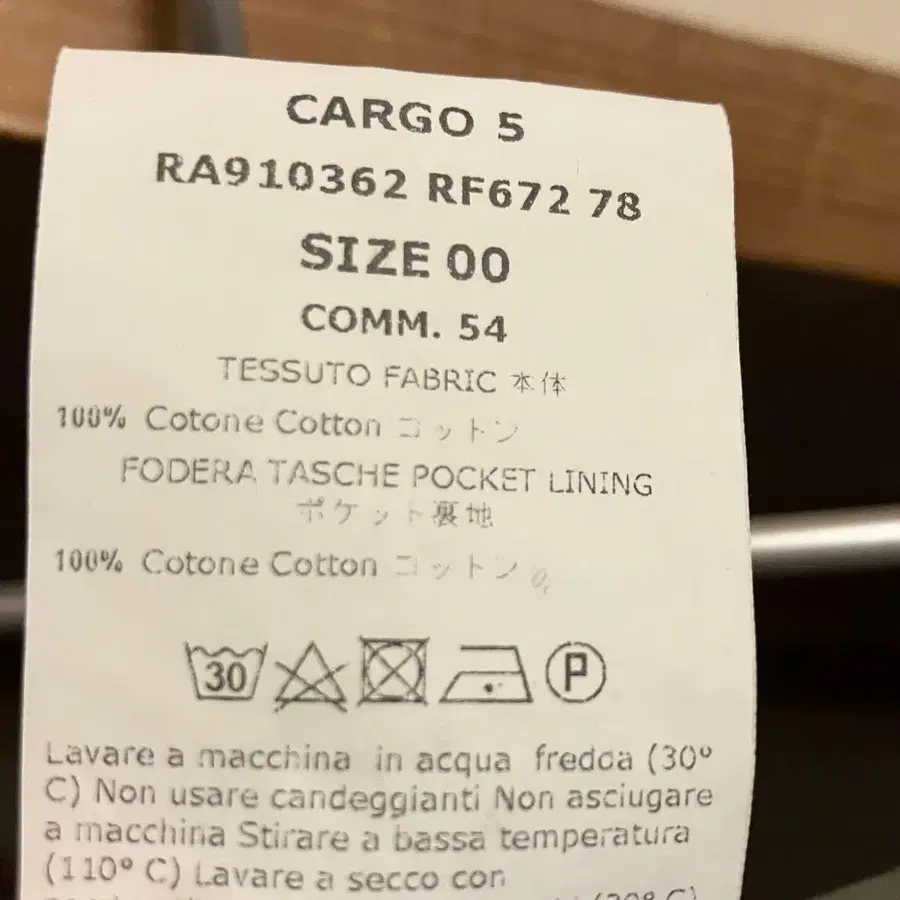 CARGO 5
RA910362 RF672 78
SIZE 00
COMM. 54
TESSUTO FABRIC 本体
100% Cotone Cotton コットン
FODERA TASCHE POCKET LINING
ポケット裏地
100% Cotone Cotton コットン
30
P
Lavare a macchina in acqua fredda (30°
C) Non usare candeggianti Non asciugare
a macchina Stirare a bassa temperatura
(110° C) Lavare a secco con